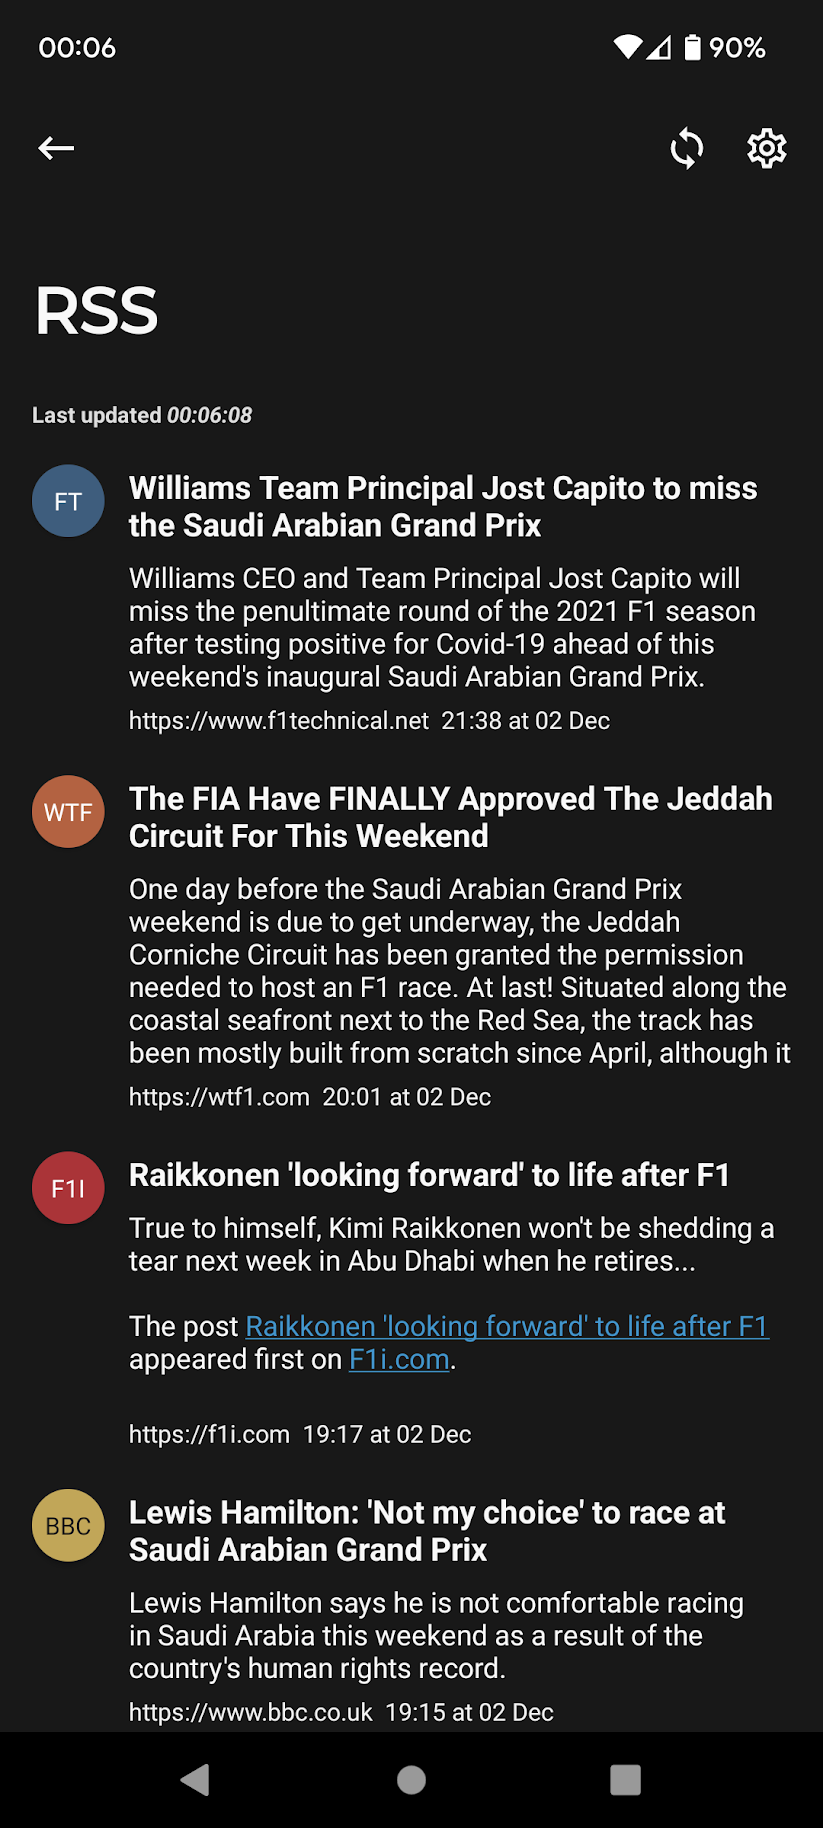 00:06
90%
RSS
Last updated 00:06:08
FT
Williams Team Principal Jost Capito to miss
the Saudi Arabian Grand Prix
Williams CEO and Team Principal Jost Capito will
miss the penultimate round of the 2021 F1 season
after testing positive for Covid-19 ahead of this
weekend's inaugural Saudi Arabian Grand Prix.
https://www.f1technical.net 21:38 at 02 Dec
WTF
The FIA Have FINALLY Approved The Jeddah
Circuit For This Weekend
One day before the Saudi Arabian Grand Prix
weekend is due to get underway, the Jeddah
Corniche Circuit has been granted the permission
needed to host an F1 race. At last! Situated along the
coastal seafront next to the Red Sea, the track has
been mostly built from scratch since April, although it
https://wtf1.com 20:01 at 02 Dec
F1I
Raikkonen 'looking forward' to life after F1
True to himself, Kimi Raikkonen won't be shedding a
tear next week in Abu Dhabi when he retires...
The post Raikkonen 'looking forward' to life after F1
appeared first on F1i.com.
https://f1i.com 19:17 at 02 Dec
BBC
Lewis Hamilton: 'Not my choice' to race at
Saudi Arabian Grand Prix
Lewis Hamilton says he is not comfortable racing
in Saudi Arabia this weekend as a result of the
country's human rights record.
https://www.bbc.co.uk 19:15 at 02 Dec